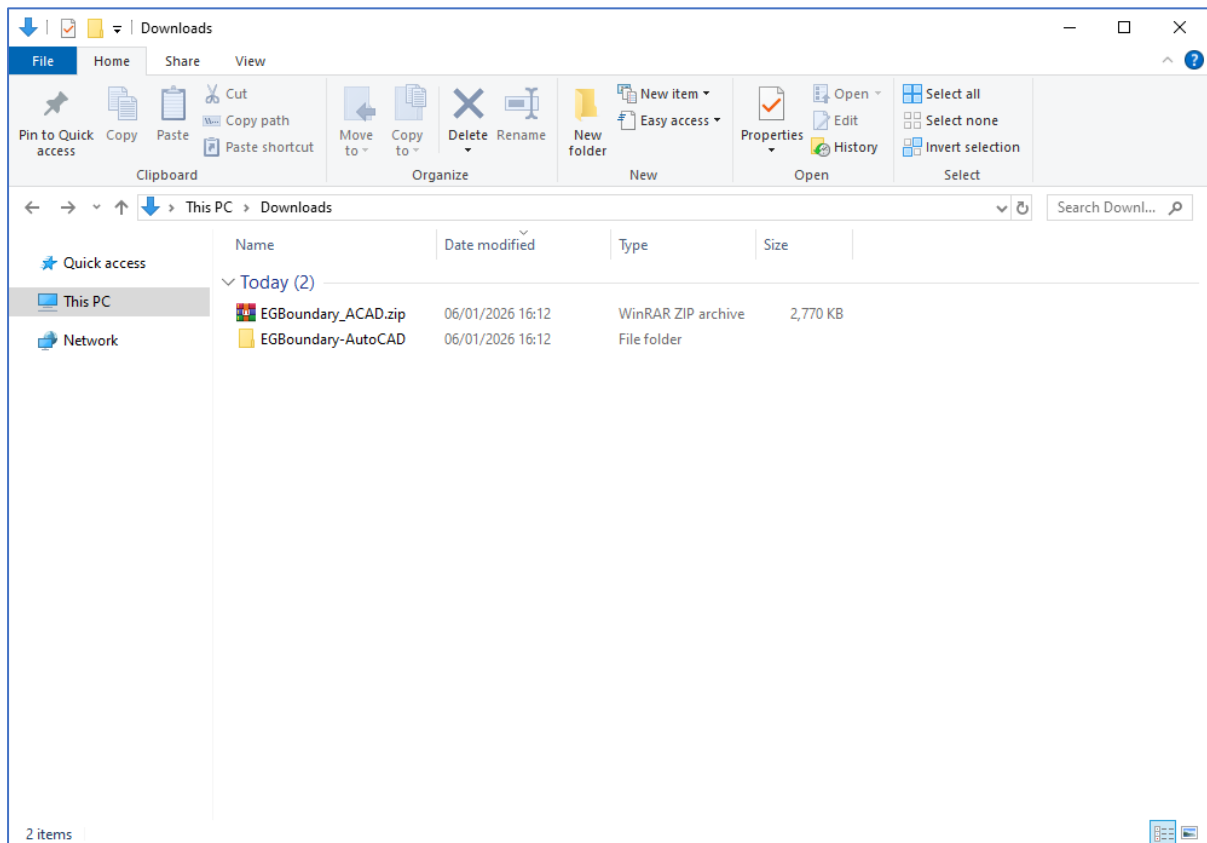 Downloads
File Home Share View
Pin to Quick access
Copy
Paste
Cut
Copy path
Paste shortcut
Clipboard
Move to
Copy to
Delete
Rename
Organize
New folder
New item
Easy access
New
Properties
Open
Edit
History
Open
Select all
Select none
Invert selection
Select
This PC > Downloads
Search Downl...
Quick access
This PC
Network
Name Date modified Type Size
Today (2)
EGBoundary_ACAD.zip 06/01/2026 16:12 WinRAR ZIP archive 2,770 KB
EGBoundary-AutoCAD 06/01/2026 16:12 File folder
2 items